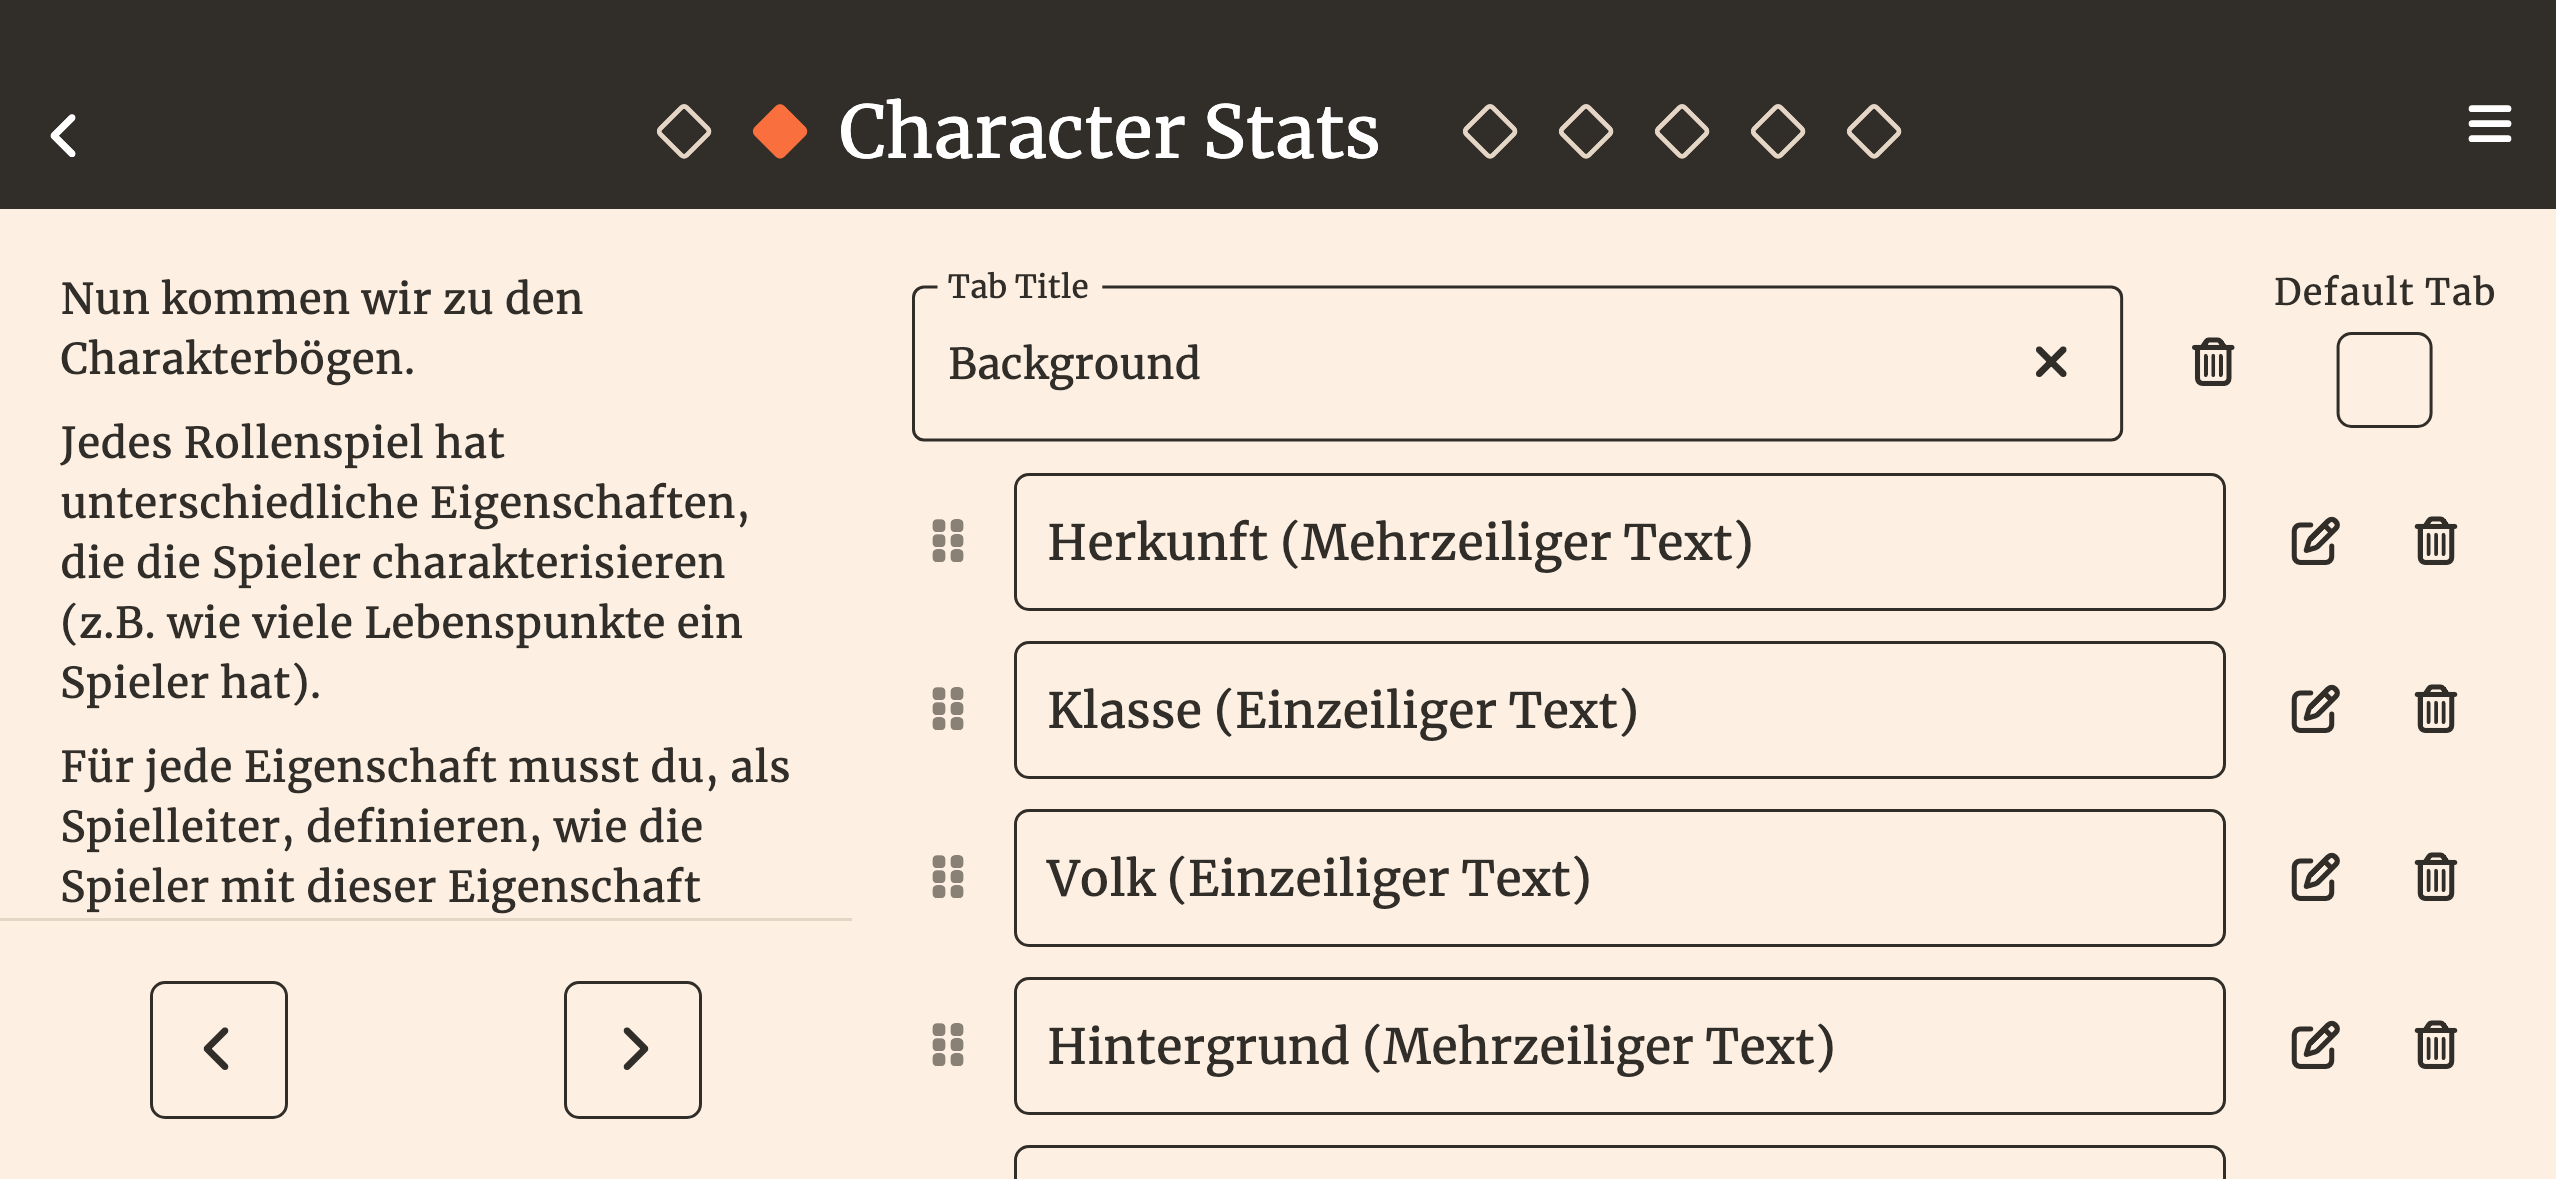 Character Stats
Nun kommen wir zu den
Charakterbögen.
Jedes Rollenspiel hat
unterschiedliche Eigenschaften,
die die Spieler charakterisieren
(z.B. wie viele Lebenspunkte ein
Spieler hat).
Für jede Eigenschaft musst du, als
Spielleiter, definieren, wie die
Spieler mit dieser Eigenschaft
Tab Title
Background
Default Tab
Herkunft (Mehrzeiliger Text)
Klasse (Einzeiliger Text)
Volk (Einzeiliger Text)
Hintergrund (Mehrzeiliger Text)